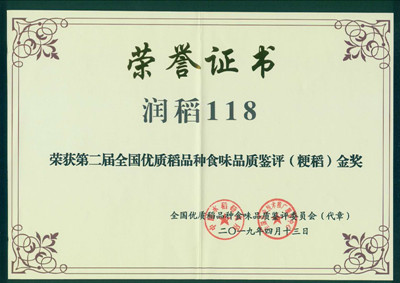 荣誉证书
润稻118
荣获第二届全国优质稻品种食味品质鉴评（粳稻）金奖
全国优质稻品种食味品质鉴评委员会（代章）
二〇一九年四月十三日